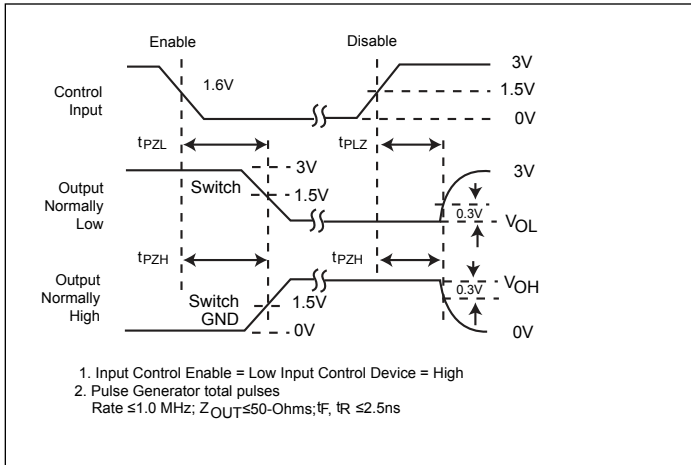 Enable Disable
3V
1.6V
Control
Input
1.5V
0V
tPZL tPLZ
3V 3V
Output
Normally
Low
Switch 1.5V
0.3V
VOL
tPZH tPZH
Output
Normally
High
VOH
0.3V
Switch
GND
1.5V
0V 0V
1. Input Control Enable = Low Input Control Device = High
2. Pulse Generator total pulses
Rate ≤1.0 MHz; ZOUT≤50-Ohms;tF, tR ≤2.5ns